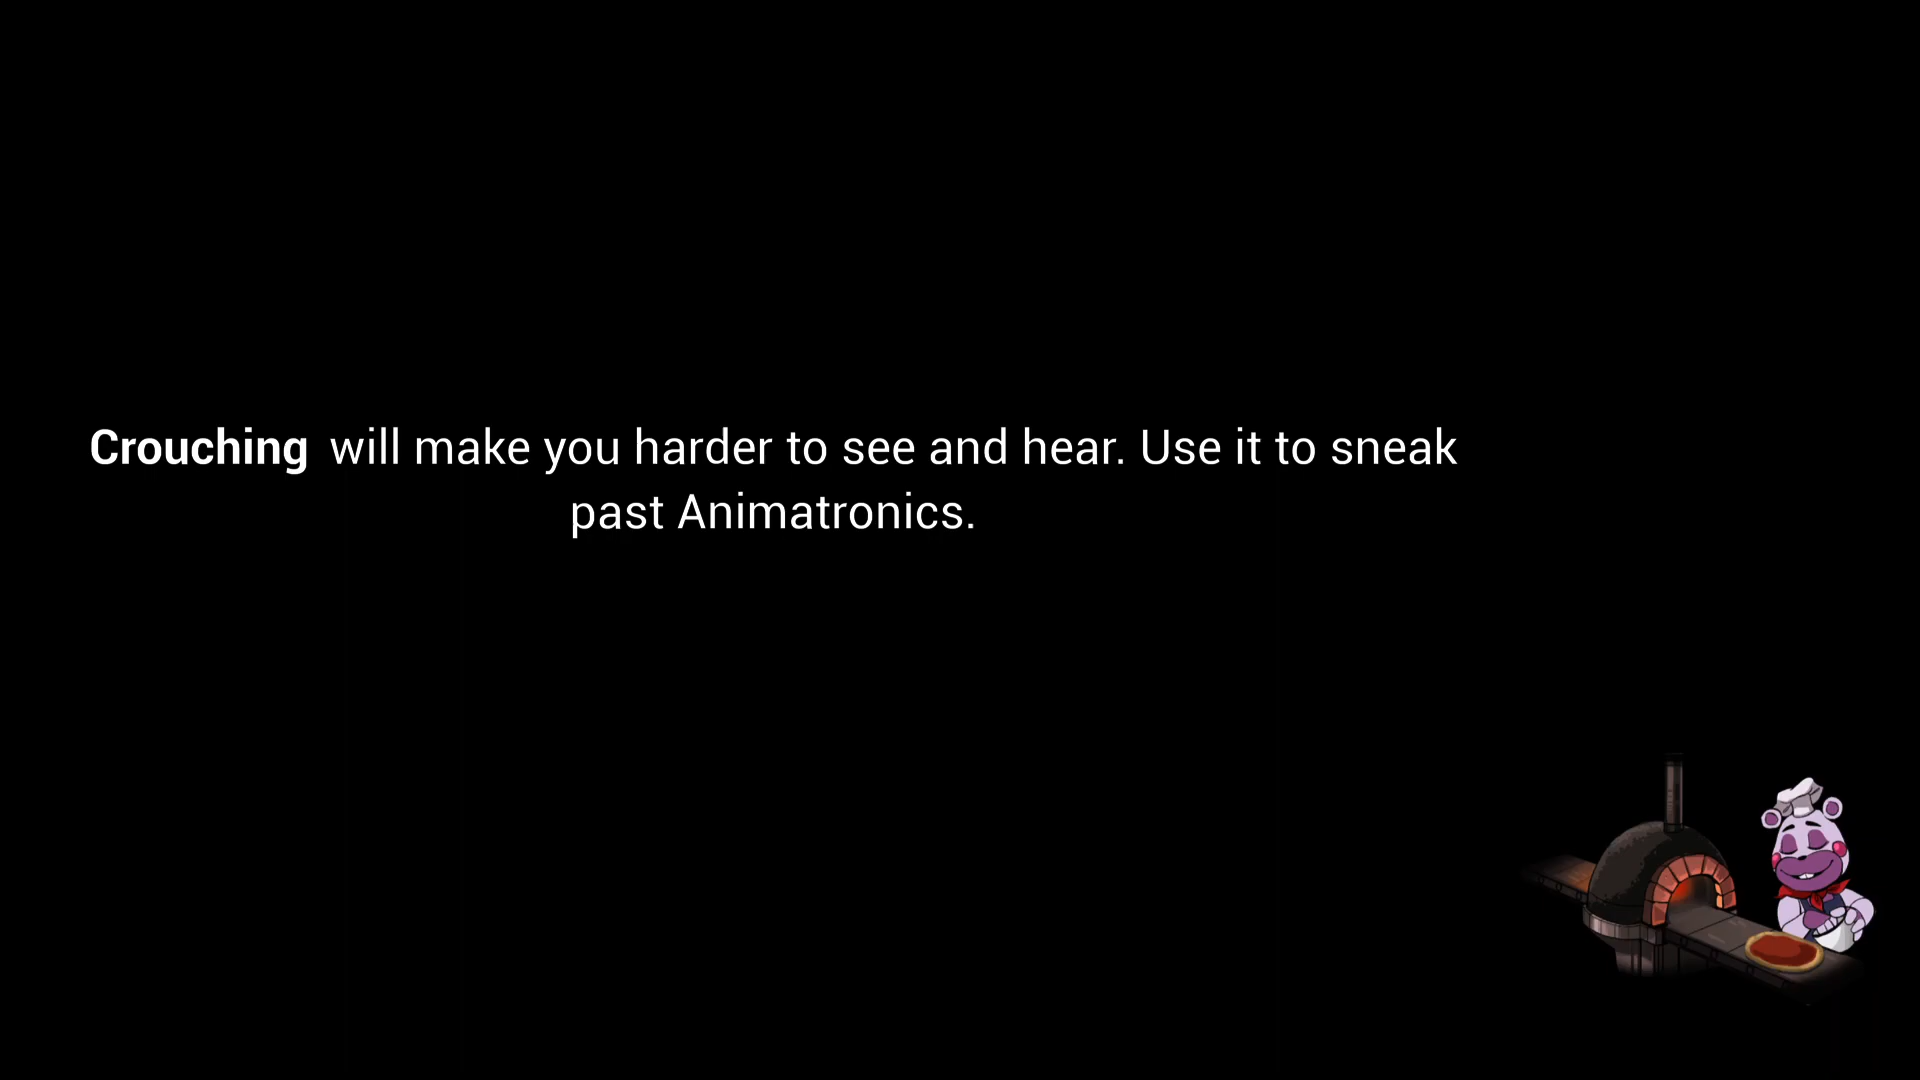 Crouching will make you harder to see and hear. Use it to sneak
past Animatronics.